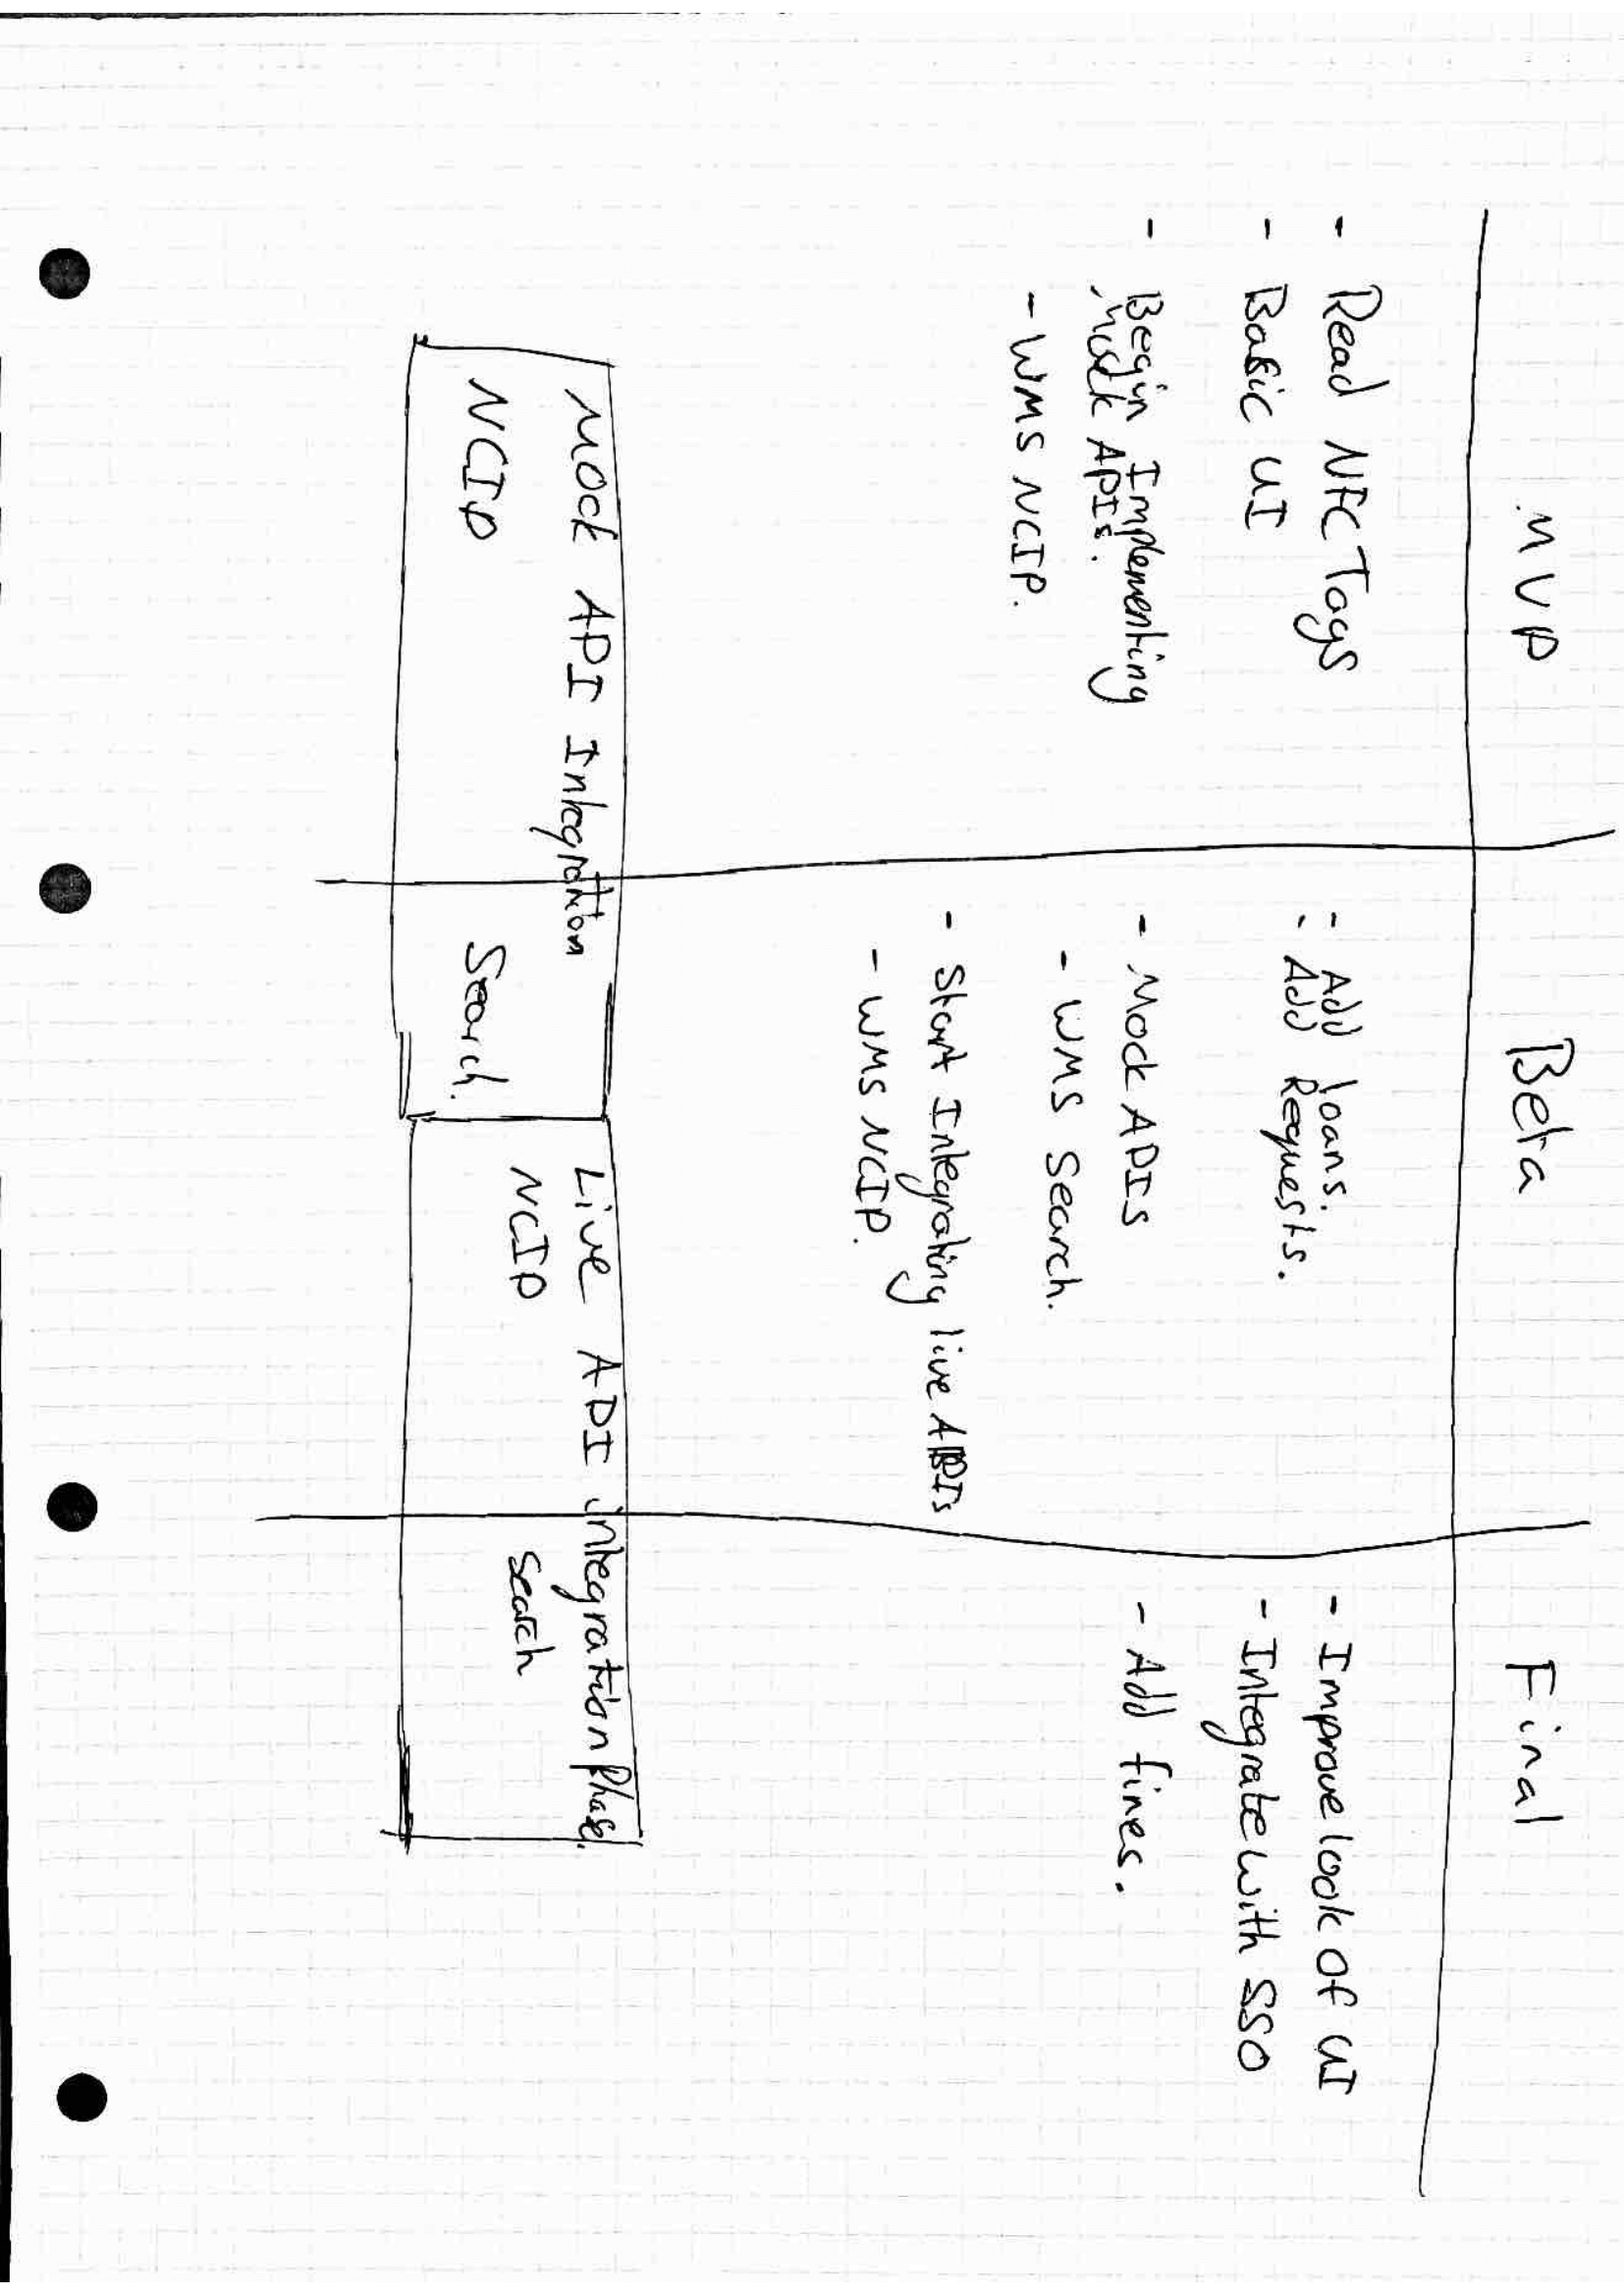 MVP
Beta
Final
- Read NFC Tags
- Basic UI
- Begin Implementing
Mock APIs.
- WMS NCIP.
- Add loans
- Add Requests.
- Mock APIs
- WMS Search.
- Start Integrating live APIs
- WMS NCIP.
- Improve look of UI
- Integrate with SSO
- Add fines.
Mock API Integration
NCIP
Search.
Live API integration Phase.
NCIP
Search